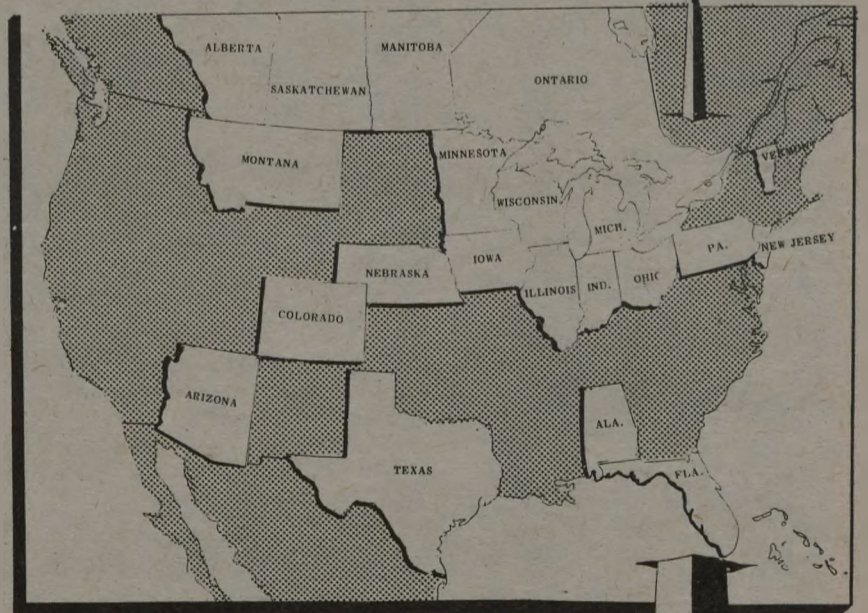 ALBERTA
MANITOBA
SASKATCHEWAN
ONTARIO
MONTANA
MINNESOTA
VERMONT
WISCONSIN
MICH.
IOWA
PA.
NEW JERSEY
NEBRASKA
ILLINOIS
IND.
OHIO
COLORADO
ARIZONA
ALA.
TEXAS
FLA.